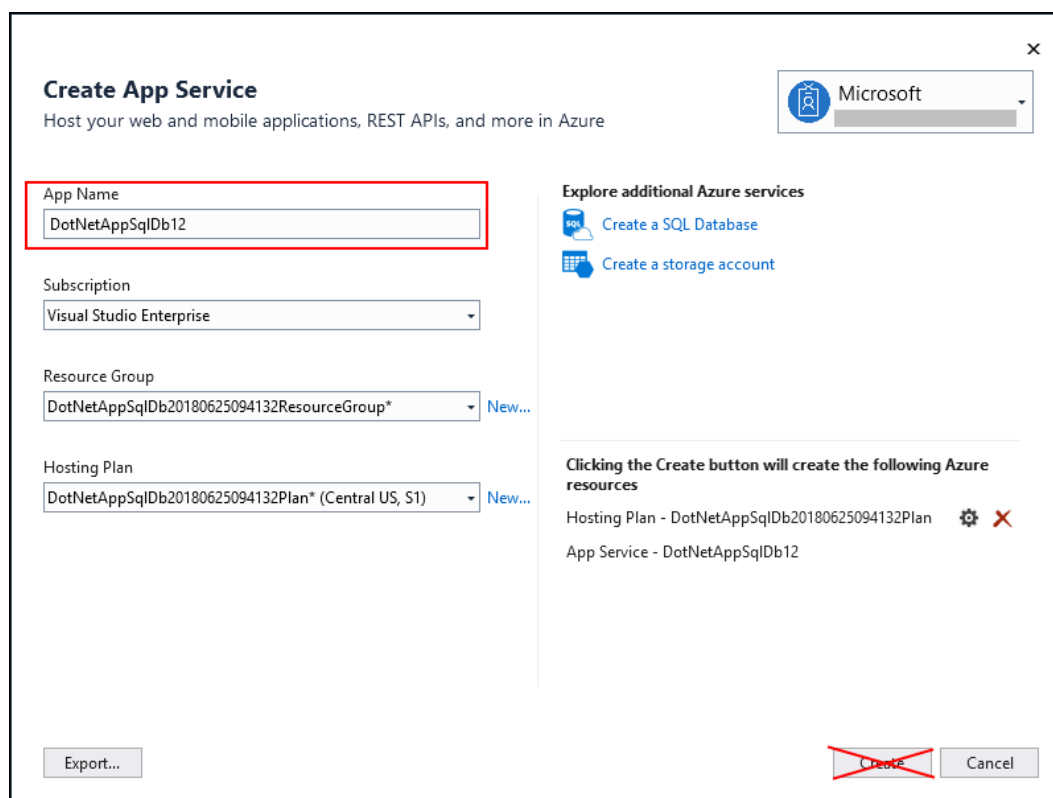 Create App Service
Host your web and mobile applications, REST APIs, and more in Azure
Microsoft
App Name
DotNetAppSqlDb12
Subscription
Visual Studio Enterprise
Resource Group
DotNetAppSqlDb20180625094132ResourceGroup*
New...
Hosting Plan
DotNetAppSqlDb20180625094132Plan* (Central US, S1)
New...
Explore additional Azure services
SQL
Create a SQL Database
Create a storage account
Clicking the Create button will create the following Azure
resources
Hosting Plan - DotNetAppSqlDb20180625094132Plan
App Service - DotNetAppSqlDb12
Export...
Create
Cancel